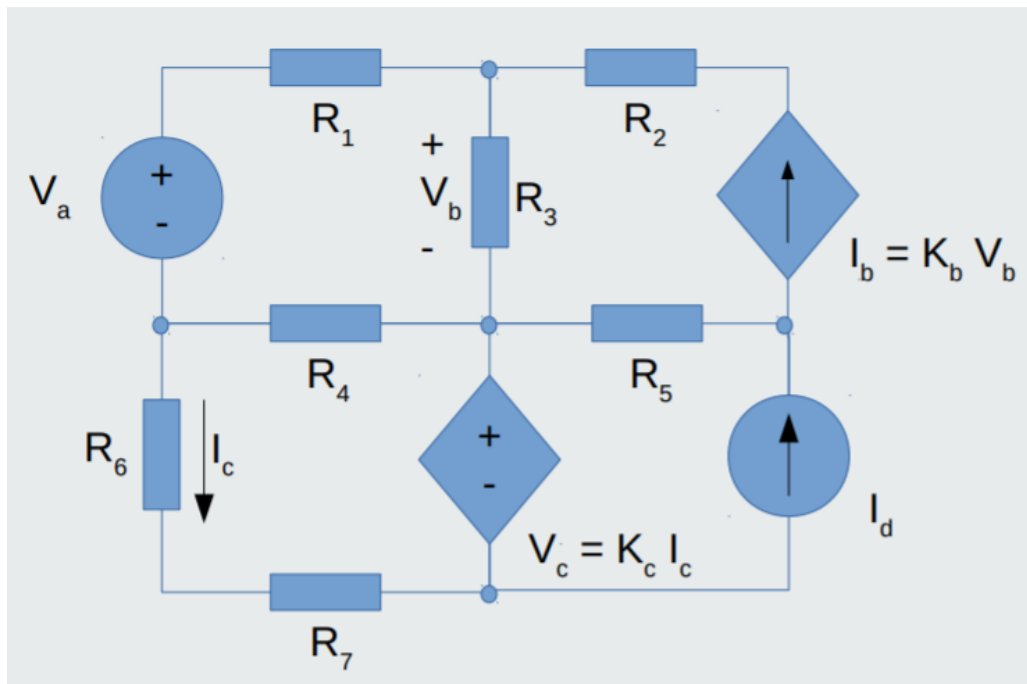 R1
R2
+
Vb
-
R3
Va
+
-
Ib = Kb Vb
R4
R5
R6
Ic
+
-
Vc = Kc Ic
Id
R7